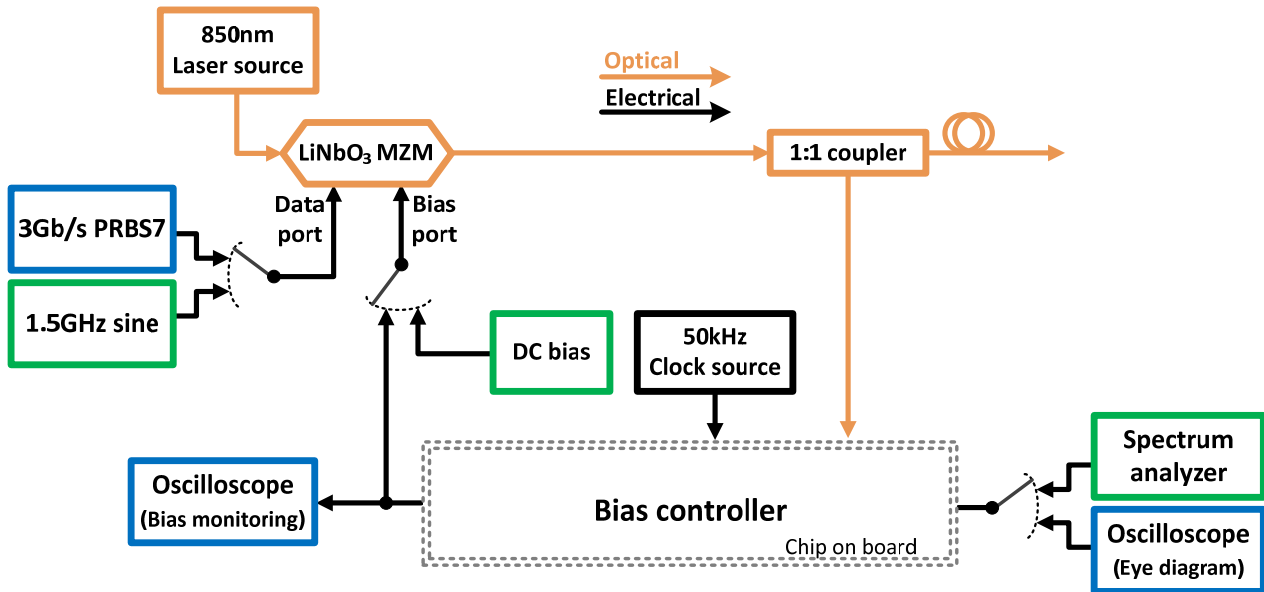 850nm
Laser source
Optical
Electrical
LiNbO₃ MZM
1:1 coupler
Data
port
Bias
port
3Gb/s PRBS7
1.5GHz sine
DC bias
50kHz
Clock source
Oscilloscope
(Bias monitoring)
Bias controller
Chip on board
Spectrum
analyzer
Oscilloscope
(Eye diagram)